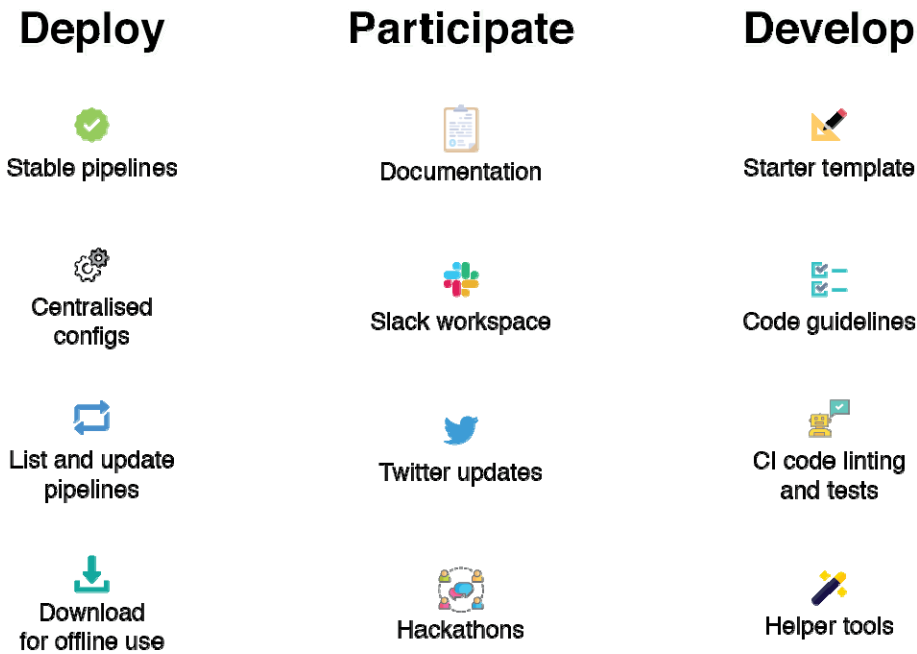 Deploy
Participate
Develop
Stable pipelines
Documentation
Starter template
Centralised
configs
Slack workspace
Code guidelines
List and update
pipelines
Twitter updates
CI code linting
and tests
Download
for offline use
Hackathons
Helper tools